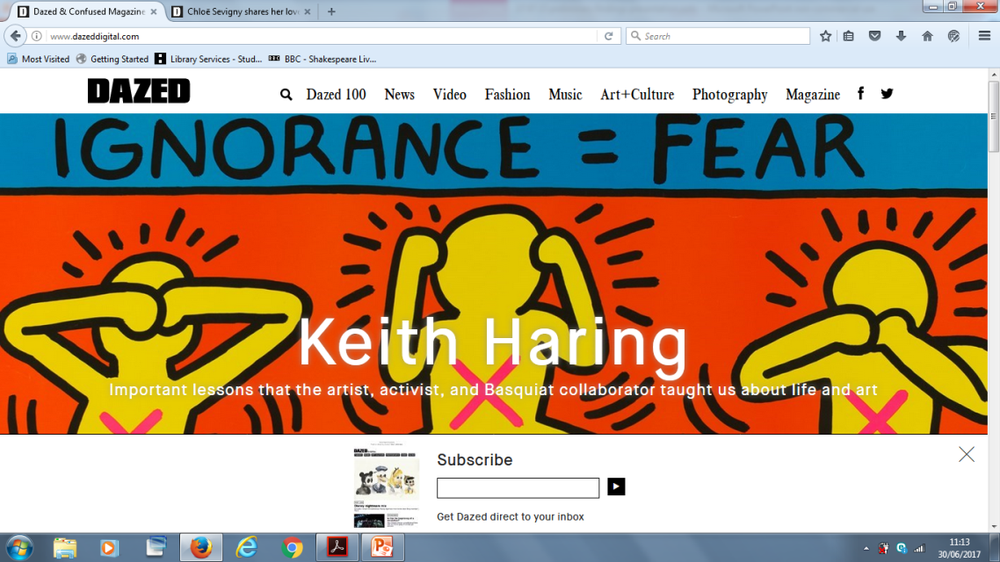 Dazed & Confused Magazine
Chloë Sevigny shares her love
www.dazeddigital.com
Search
Most Visited
Getting Started
Library Services - Stud...
BBC - Shakespeare Liv...
DAZED
Dazed 100
News
Video
Fashion
Music
Art+Culture
Photography
Magazine
IGNORANCE = FEAR
Keith Haring
Important lessons that the artist, activist, and Basquiat collaborator taught us about life and art
DAZED
Subscribe
Get Dazed direct to your inbox
11:13
30/06/2017